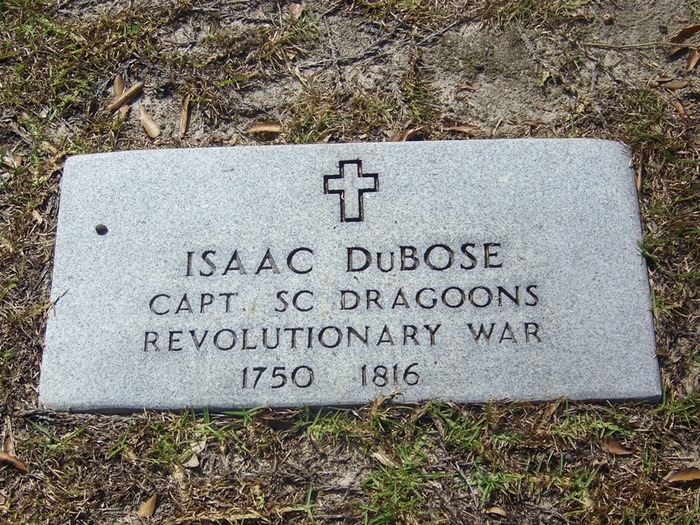 ISAAC DuBOSE
CAPT. SC DRAGOONS
REVOLUTIONARY WAR
1750 1816